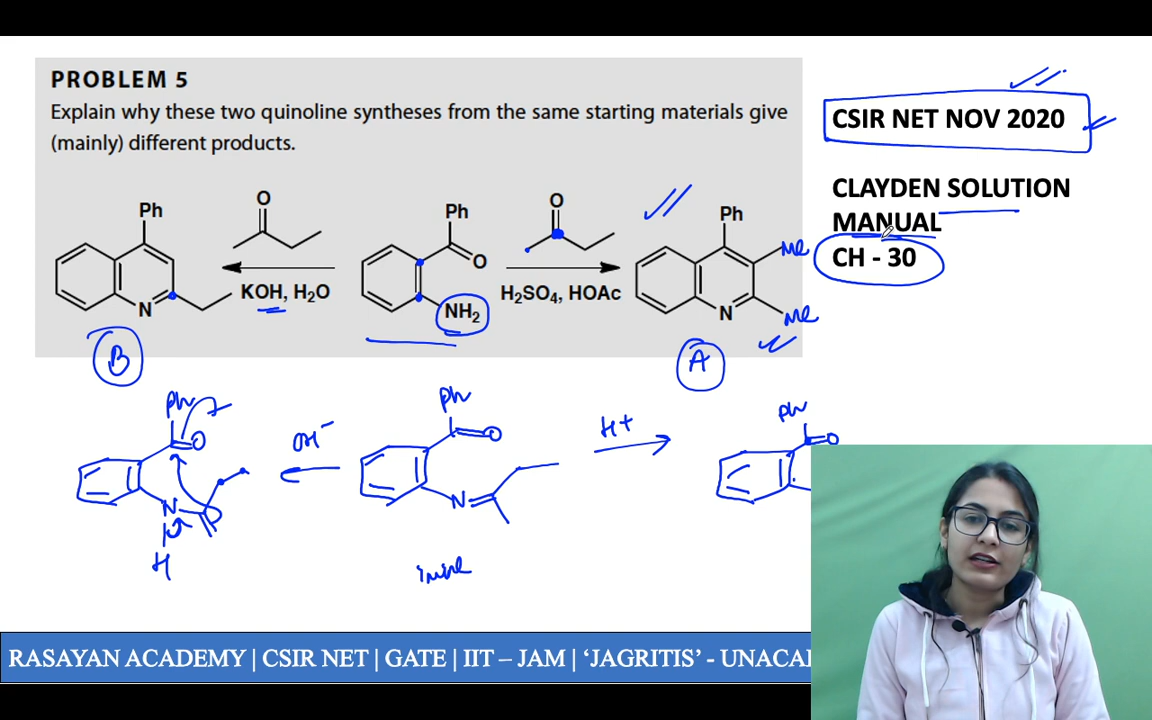 PROBLEM 5
Explain why these two quinoline syntheses from the same starting materials give
(mainly) different products.
CSIR NET NOV 2020
CLAYDEN SOLUTION
MANUAL
CH - 30
Ph
N
O
KOH, H₂O
Ph
O
NH₂
O
H₂SO₄, HOAc
Ph
N
Me
Me
B
A
Ph
O
N
H
OH⁻
Ph
O
N
imine
H+
Ph
O
RASAYAN ACADEMY | CSIR NET | GATE | IIT – JAM | ‘JAGRITIS’ - UNACA